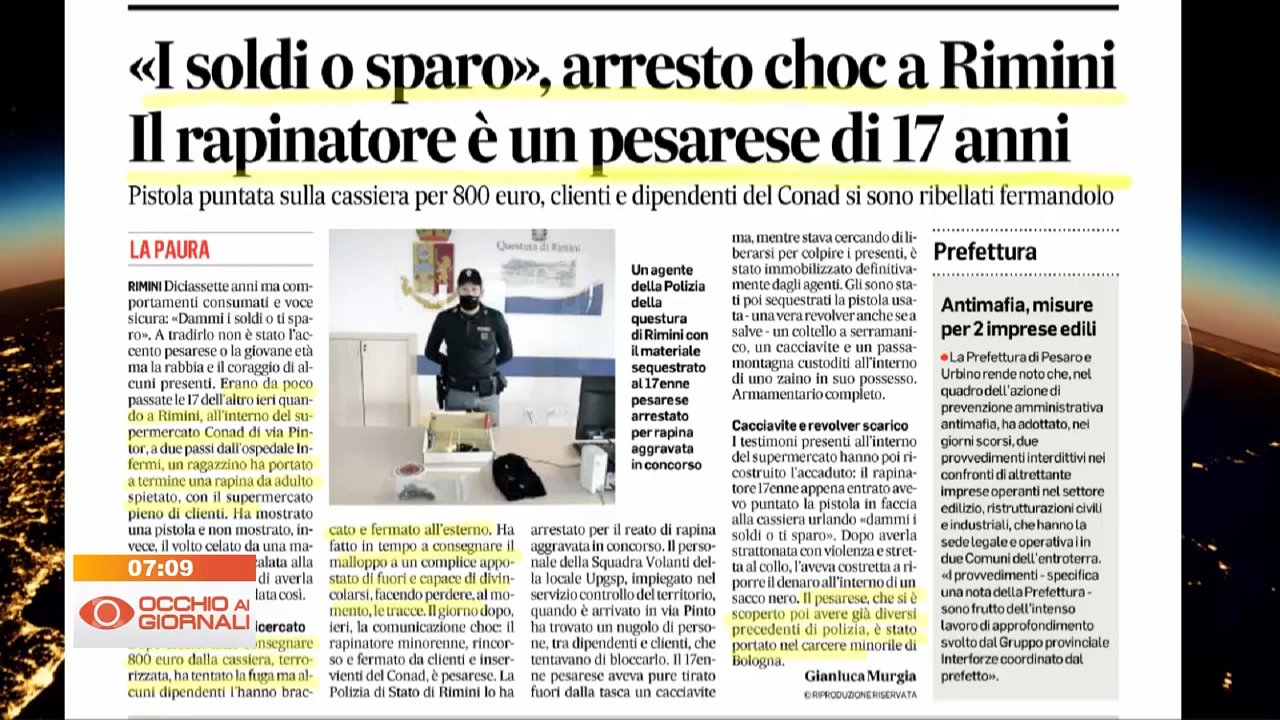 «I soldi o sparo», arresto choc a Rimini
Il rapinatore è un pesarese di 17 anni
Pistola puntata sulla cassiera per 800 euro, clienti e dipendenti del Conad si sono ribellati fermandolo
LA PAURA
RIMINI Diciassette anni ma com-
portamenti consumati e voce
sicura: «Dammi i soldi o ti spa-
ro». A tradirlo non è stato l'ac-
cento pesarese o la giovane età
ma la rabbia e il coraggio di al-
cuni presenti. Erano da poco
passate le 17 dell'altro ieri quan-
do a Rimini, all'interno del su-
permercato Conad di via Pin-
tor, a due passi dall'ospedale In-
fermi, un ragazzino ha portato
a termine una rapina da adulto
spietato, con il supermercato
pieno di clienti. Ha mostrato
una pistola e non mostrato, in-
vece, il volto celato da una ma-
calata alla
di averla
data così.
icercato
consegnare
800 euro dalla cassiera, terro-
rizzata, ha tentato la fuga ma al-
cuni dipendenti l'hanno brac-
Questura di Rimini
Un agente
della Polizia
della
questura
di Rimini con
il materiale
sequestrato
al 17enne
pesarese
arrestato
per rapina
aggravata
in concorso
cato e fermato all'esterno. Ha
fatto in tempo a consegnare il
malloppo a un complice appo-
stato di fuori e capace di divin-
colarsi, facendo perdere, al mo-
mento, le tracce. Il giorno dopo,
ieri, la comunicazione choc: il
rapinatore minorenne, rincor-
so e fermato da clienti e inser-
vienti del Conad, è pesarese. La
Polizia di Stato di Rimini lo ha
arrestato per il reato di rapina
aggravata in concorso. Il perso-
nale della Squadra Volanti del-
la locale Upgsp, impiegato nel
servizio controllo del territorio,
quando è arrivato in via Pinto
ha trovato un nugolo di perso-
ne, tra dipendenti e clienti, che
tentavano di bloccarlo. Il 17en-
ne pesarese aveva pure tirato
fuori dalla tasca un cacciavite
ma, mentre stava cercando di li-
berarsi per colpire i presenti, è
stato immobilizzato definitiva-
mente dagli agenti. Gli sono sta-
ti poi sequestrati la pistola usa-
ta - una vera revolver anche se a
salve - un coltello a serramani-
co, un cacciavite e un passa-
montagna custoditi all'interno
di uno zaino in suo possesso.
Armamentario completo.
Cacciavite e revolver scarico
I testimoni presenti all'interno
del supermercato hanno poi ri-
costruito l'accaduto: il rapina-
tore 17enne appena entrato ave-
vo puntato la pistola in faccia
alla cassiera urlando «dammi i
soldi o ti sparo». Dopo averla
strattonata con violenza e stret-
ta al collo, l'aveva costretta a ri-
porre il denaro all'interno di un
sacco nero. Il pesarese, che si è
scoperto poi avere già diversi
precedenti di polizia, è stato
portato nel carcere minorile di
Bologna.
Gianluca Murgia
© RIPRODUZIONE RISERVATA
Prefettura
Antimafia, misure
per 2 imprese edili
● La Prefettura di Pesaro e
Urbino rende noto che, nel
quadro dell'azione di
prevenzione amministrativa
antimafia, ha adottato, nei
giorni scorsi, due
provvedimenti interdittivi nei
confronti di altrettante
imprese operanti nel settore
edilizio, ristrutturazioni civili
e industriali, che hanno la
sede legale e operativa i in
due Comuni dell'entroterra.
«I provvedimenti - specifica
una nota della Prefettura -
sono frutto dell'intenso
lavoro di approfondimento
svolto dal Gruppo provinciale
Interforze coordinato dal
prefetto».
07:09
OCCHIO AI
GIORNALI